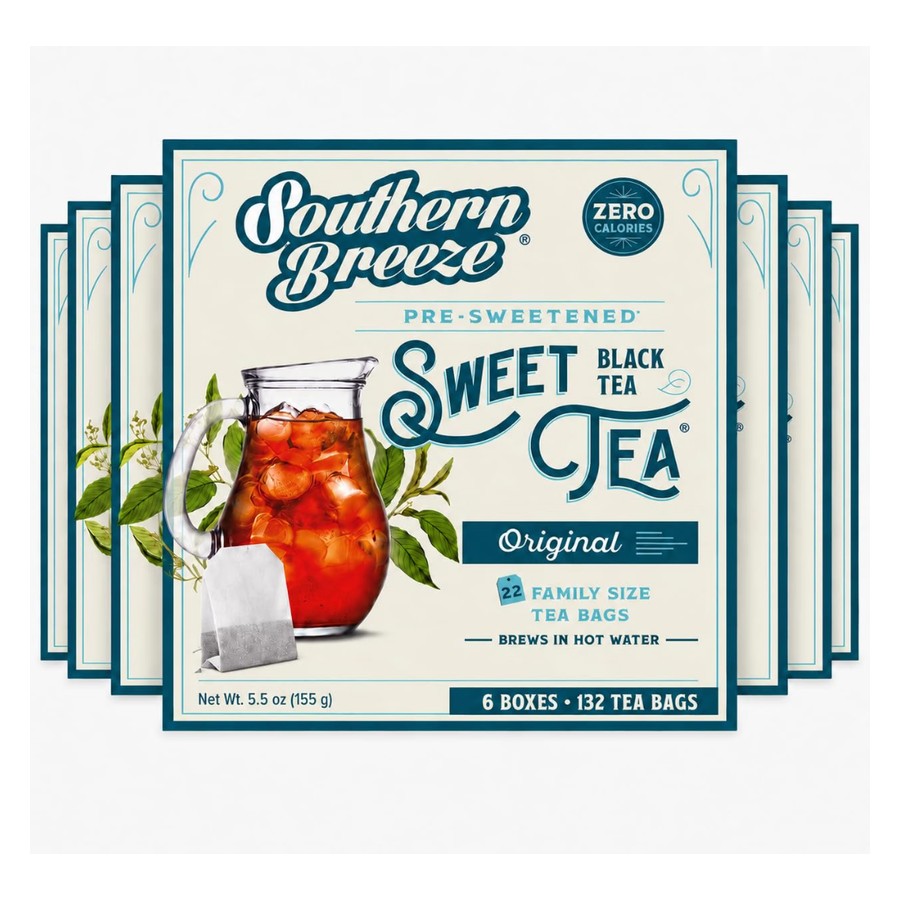 Southern
Breeze®
ZERO
CALORIES
PRE-SWEETENED
SWEET
BLACK
TEA
TEA®
Original
22 FAMILY SIZE
TEA BAGS
BREWS IN HOT WATER
Net Wt. 5.5 oz (155 g)
6 BOXES • 132 TEA BAGS
®
®